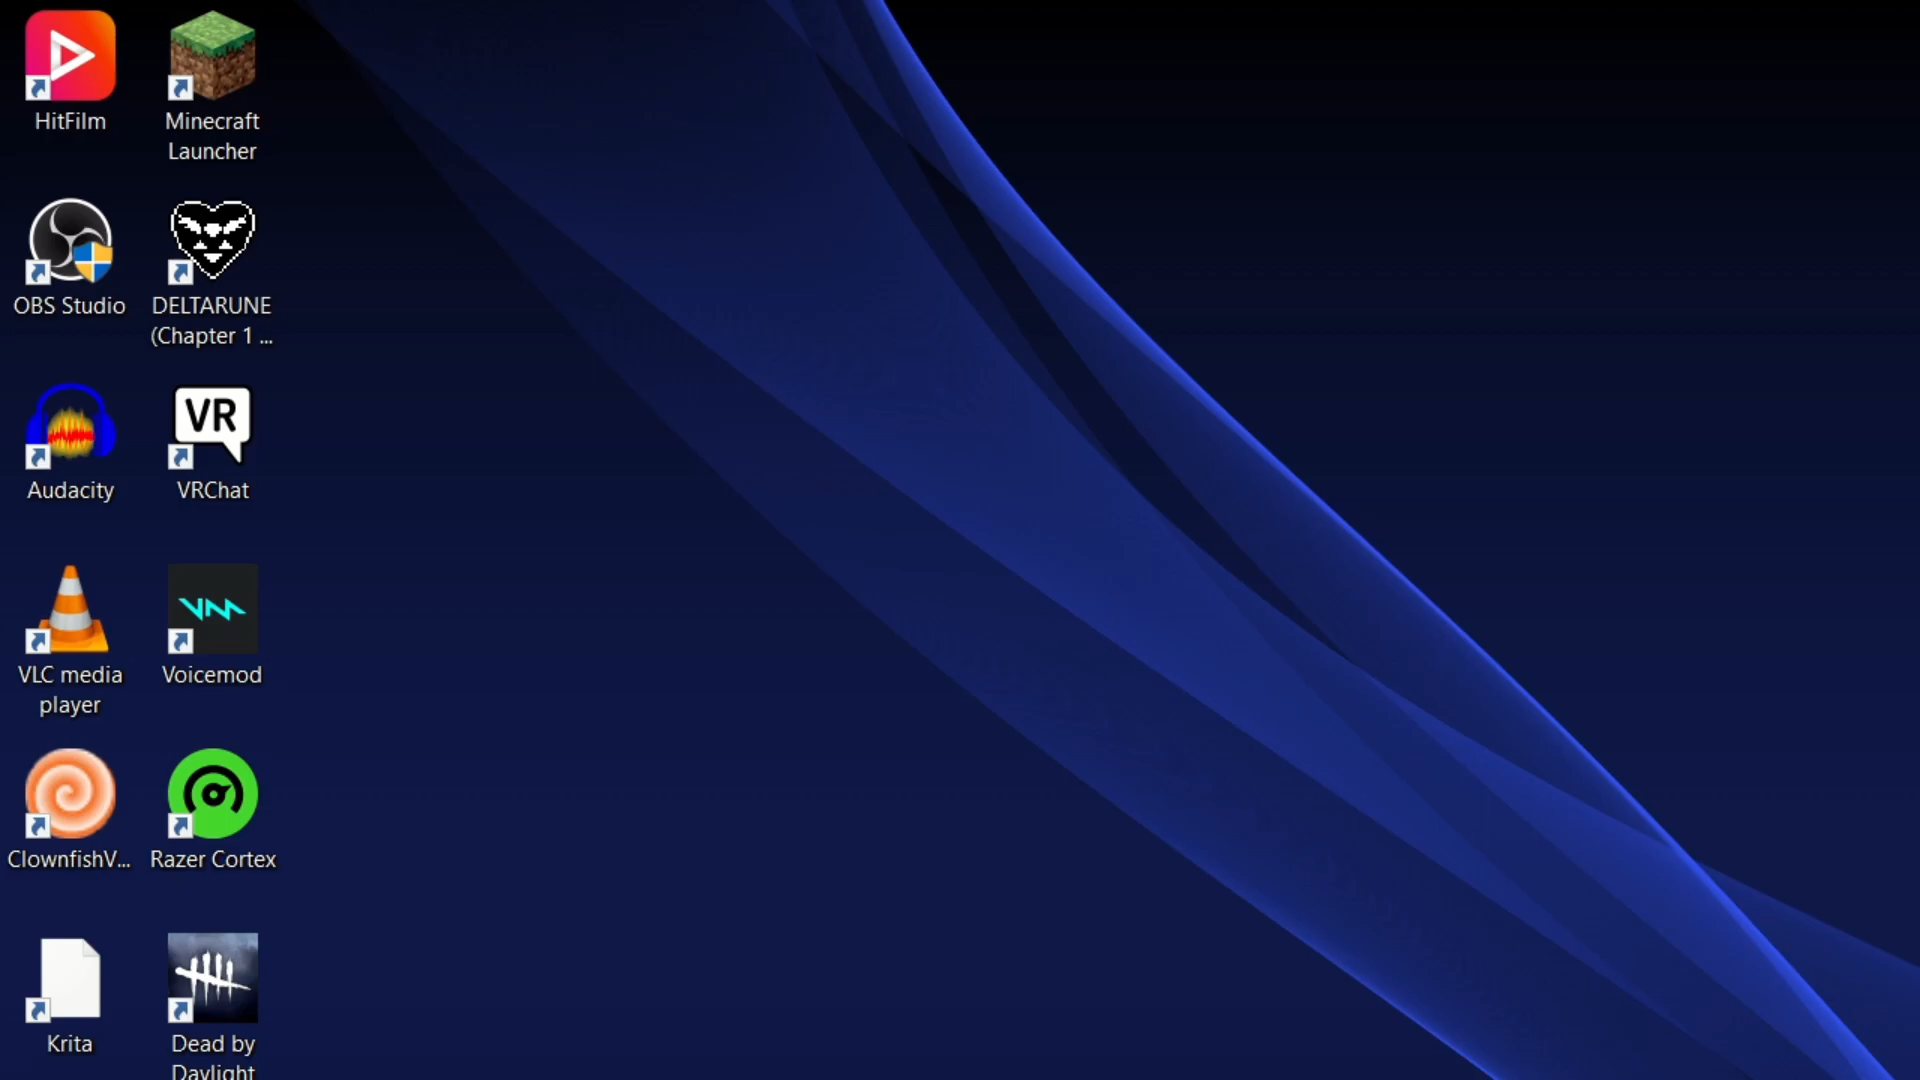 HitFilm
Minecraft
Launcher
OBS Studio
DELTARUNE
(Chapter 1 ...
Audacity
VR
VRChat
VLC media
player
VM
Voicemod
ClownfishV...
Razer Cortex
Krita
Dead by
Daylight